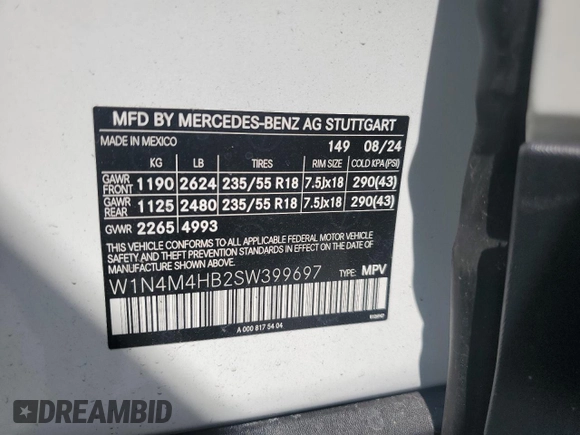 MFD BY MERCEDES-BENZ AG STUTTGART
MADE IN MEXICO 149 08/24
KG LB TIRES RIM SIZE COLD KPA(PSI)
GAWR FRONT 1190 2624 235/55 R18 7.5Jx18 290(43)
GAWR REAR 1125 2480 235/55 R18 7.5Jx18 290(43)
GVWR 2265 4993
THIS VEHICLE CONFORMS TO ALL APPLICABLE FEDERAL MOTOR VEHICLE
SAFETY AND THEFT PREVENTION STANDARDS IN EFFECT ON THE DATE
OF MANUFACTURE SHOWN ABOVE.
W1N4M4HB2SW399697 TYPE: MPV
A 000 817 54 04
DREAMBID